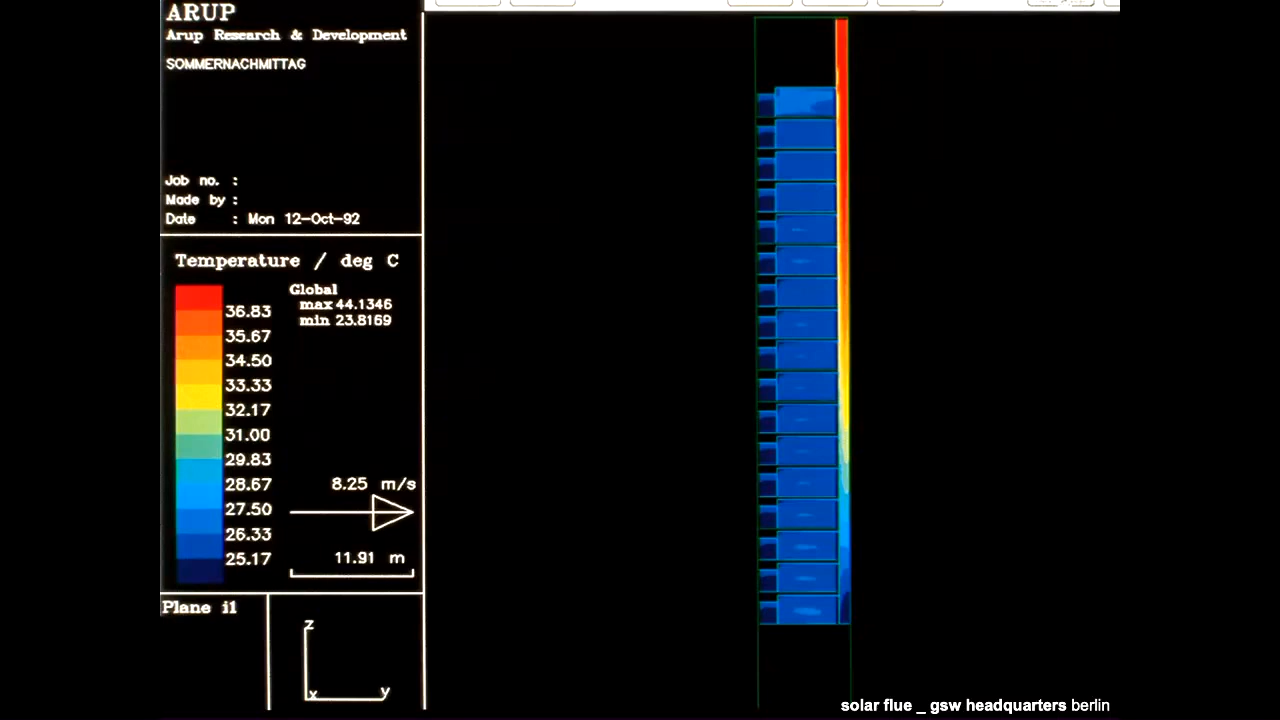 ARUP
Arup Research & Development
SOMMERNACHMITTAG
Job no. :
Made by :
Date : Mon 12-Oct-92
Temperature / deg C
Global
max 44.1346
min 23.8169
36.83
35.67
34.50
33.33
32.17
31.00
29.83
28.67
27.50
26.33
25.17
8.25 m/s
11.91 m
Plane i1
z
x y
solar flue _ gsw headquarters berlin